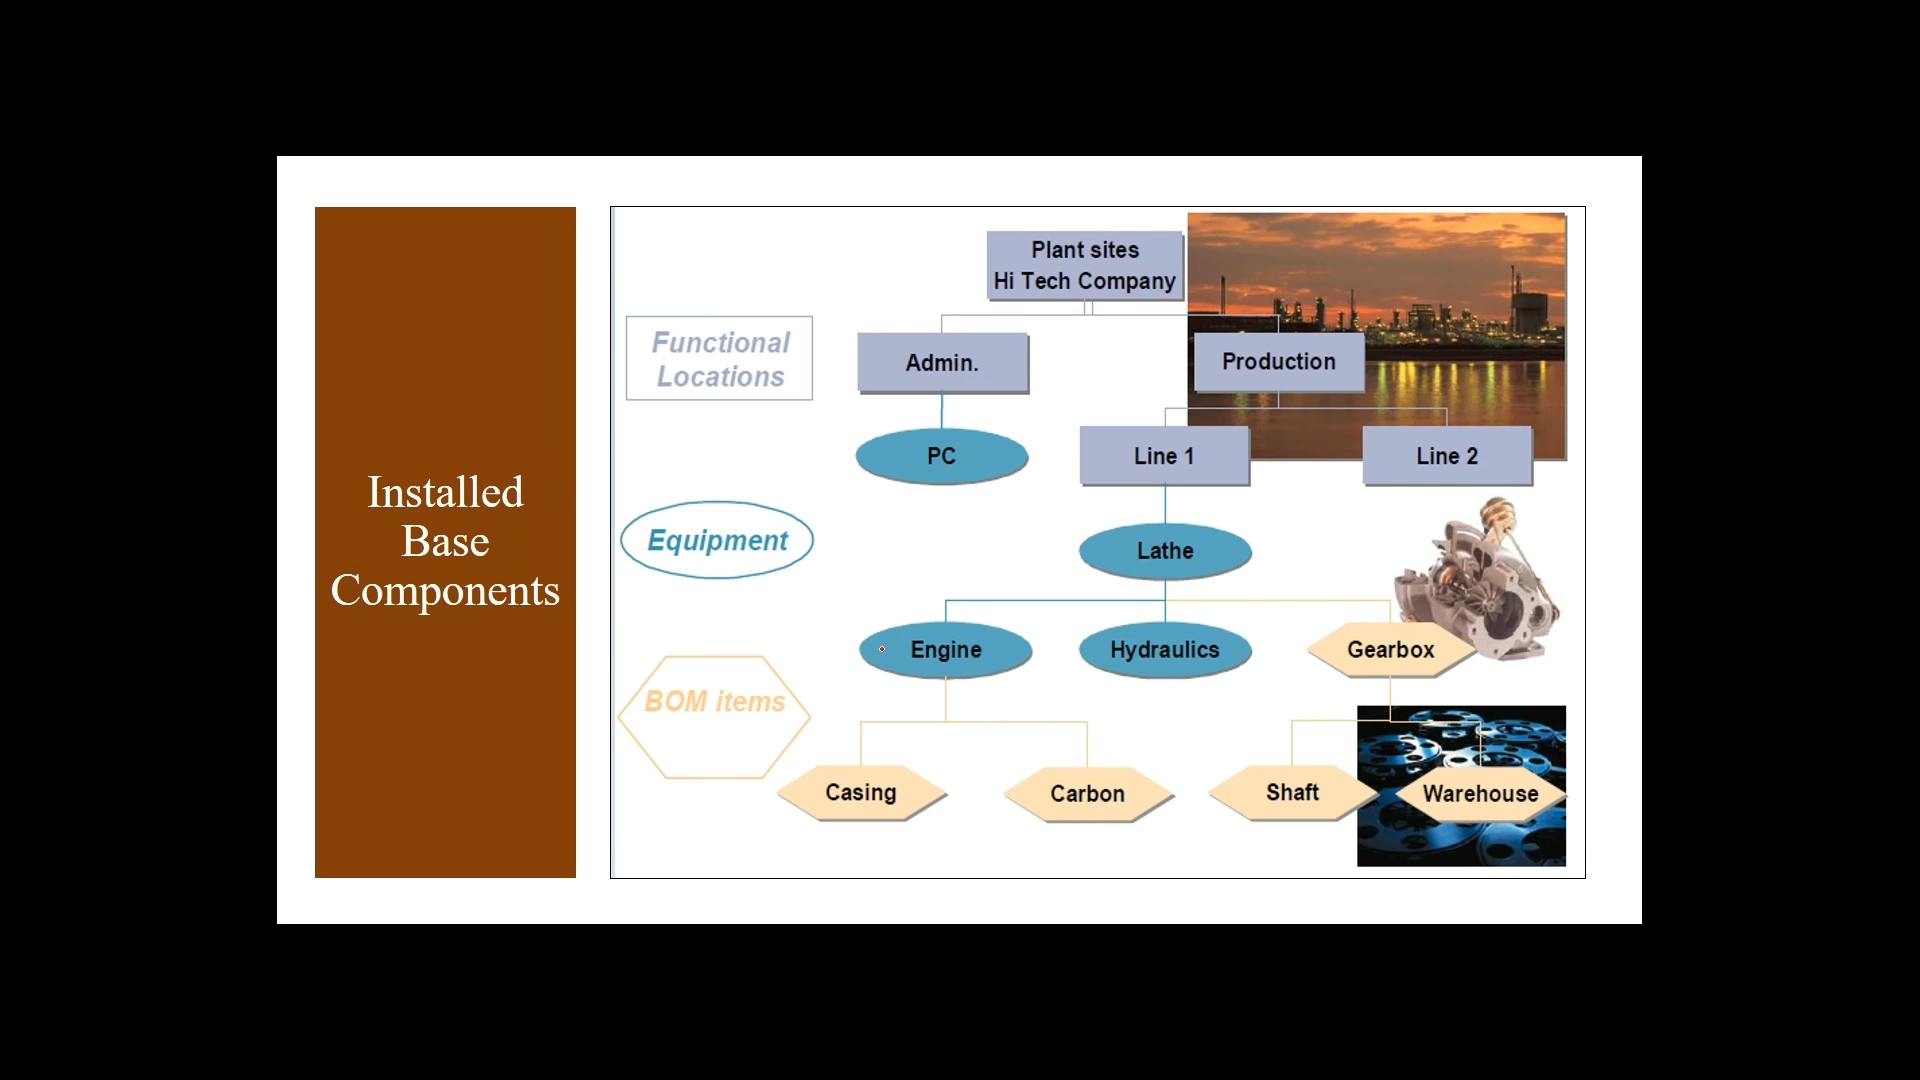 Installed
Base
Components
Plant sites
Hi Tech Company
Functional
Locations
Admin.
Production
PC
Line 1
Line 2
Equipment
Lathe
Engine
Hydraulics
Gearbox
BOM items
Casing
Carbon
Shaft
Warehouse